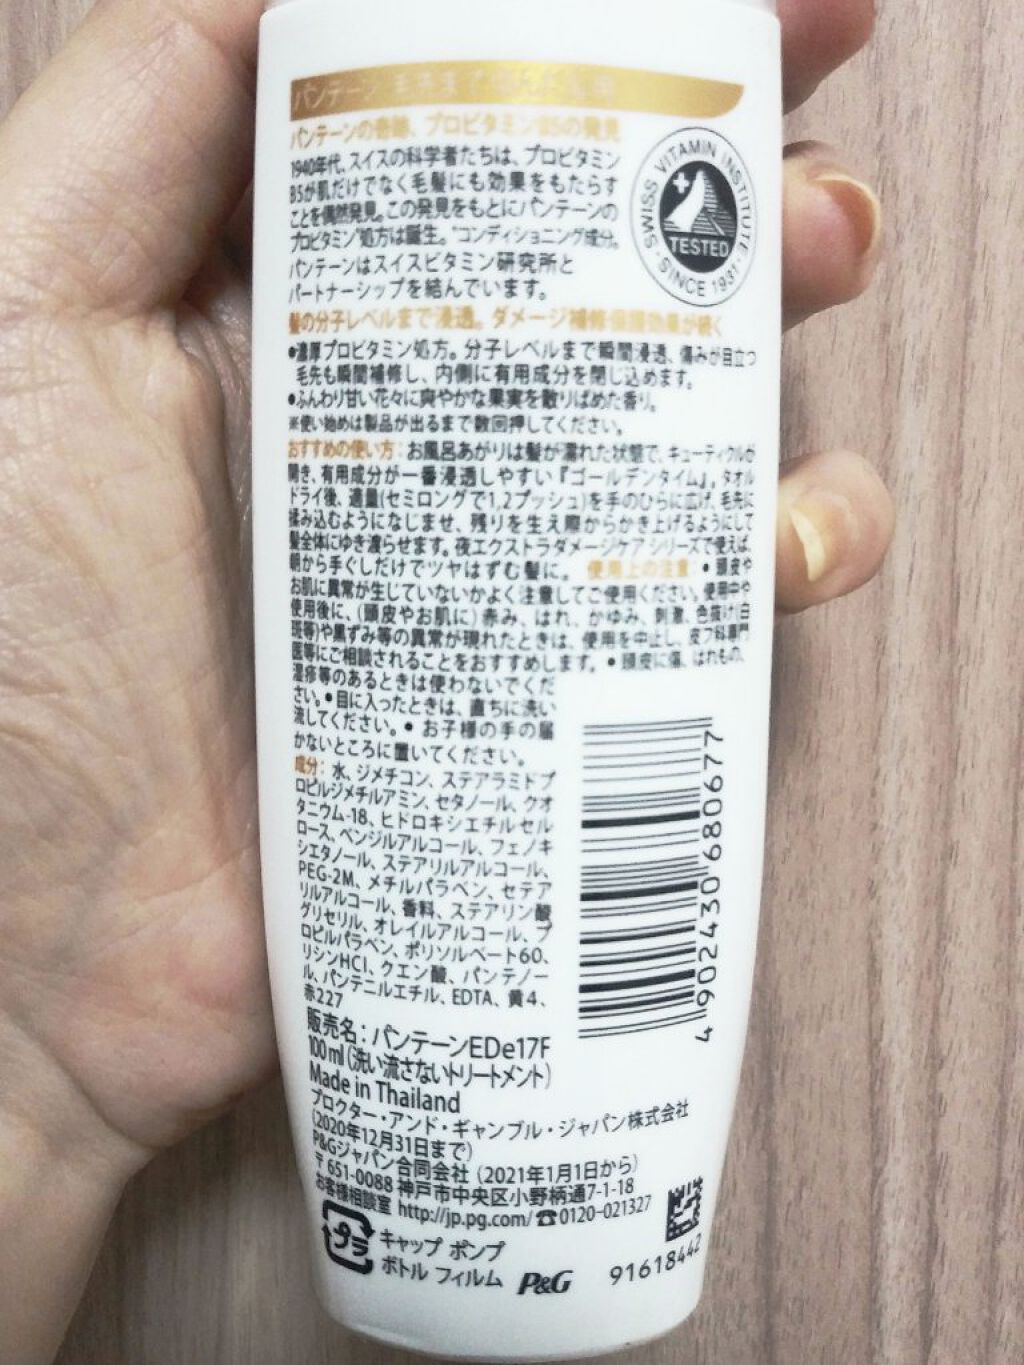 パンテーン 毛先まで
パンテーンの奇跡、プロビタミンB5の発見
1940年代、スイスの科学者たちは、プロビタミン
B5が肌だけでなく毛髪にも効果をもたらす
ことを偶然発見。この発見をもとにパンテーンの
プロビタミン*処方は誕生。*コンディショニング成分。
パンテーンはスイスビタミン研究所と
パートナーシップを結んでいます。
SWISS VITAMIN INSTITUTE
TESTED
SINCE 1931
髪の分子レベルまで浸透。ダメージ補修保護効果が続く
●濃厚プロビタミン処方。分子レベルまで瞬間浸透、傷みが目立つ
毛先も瞬間補修し、内側に有用成分を閉じ込めます。
●ふんわり甘い花々に爽やかな果実を散りばめた香り。
※使い始めは製品が出るまで数回押してください。
おすすめの使い方：お風呂あがりは髪が濡れた状態で、キューティクルが
開き、有用成分が一番浸透しやすい『ゴールデンタイム』。タオル
ドライ後、適量(セミロングで1,2プッシュ)を手のひらに広げ、毛先に
揉み込むようになじませ、残りを生え際からかき上げるようにして
髪全体にゆき渡らせます。夜エクストラダメージケアシリーズで使えば、
朝から手ぐしだけでツヤはずむ髪に。 使用上の注意：●頭皮や
お肌に異常が生じていないかよく注意してご使用ください。使用中や
使用後に、(頭皮やお肌に)赤み、はれ、かゆみ、刺激、色抜け(白
斑等)や黒ずみ等の異常が現れたときは、使用を中止し、皮フ科専門
医等にご相談されることをおすすめします。●頭皮に傷、はれもの、
湿疹等のあるときは使わないでくだ
さい。●目に入ったときは、直ちに洗い
流してください。●お子様の手の届
かないところに置いてください。
成分：水、ジメチコン、ステアラミドプ
ロピルジメチルアミン、セタノール、クオ
タニウム-18、ヒドロキシエチルセル
ロース、ベンジルアルコール、フェノキ
シエタノール、ステアリルアルコール、
PEG-2M、メチルパラベン、セテア
リルアルコール、香料、ステアリン酸
グリセリル、オレイルアルコール、プ
ロピルパラベン、ポリソルベート60、
リシンHCl、クエン酸、パンテノー
ル、パンテニルエチル、EDTA、黄4、
赤227
4902430680677
販売名：パンテーンEDe17F
100ml(洗い流さないトリートメント)
Made in Thailand
プロクター・アンド・ギャンブル・ジャパン株式会社
(2020年12月31日まで)
P&Gジャパン合同会社 (2021年1月1日から)
〒651-0088 神戸市中央区小野柄通7-1-18
お客様相談室 http://jp.pg.com/ ☎0120-021327
プラ
キャップ ポンプ
ボトル フィルム
P&G
91618442